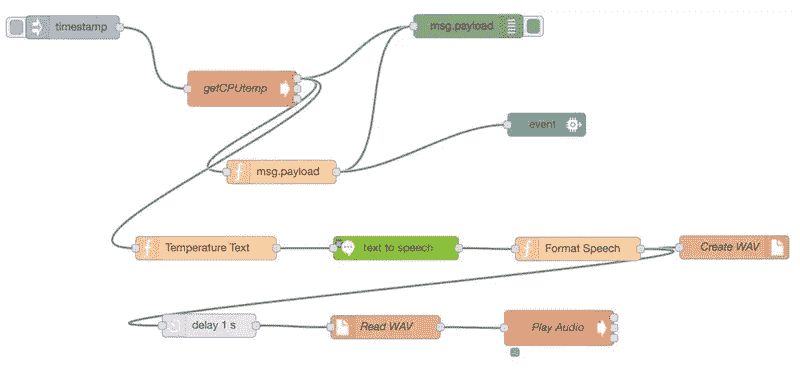 timestamp
msg.payload
getCPUtemp
event
msg.payload
Temperature Text
text to speech
Format Speech
Create WAV
delay 1 s
Read WAV
Play Audio